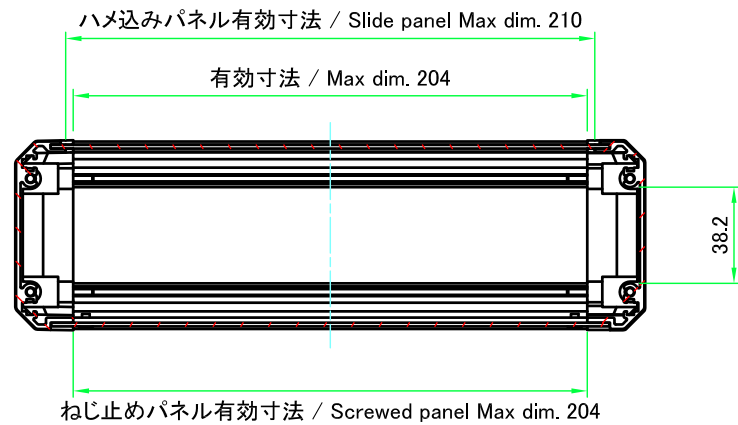 ハメ込みパネル有効寸法 / Slide panel Max dim. 210
有効寸法 / Max dim. 204
38.2
ねじ止めパネル有効寸法 / Screwed panel Max dim. 204